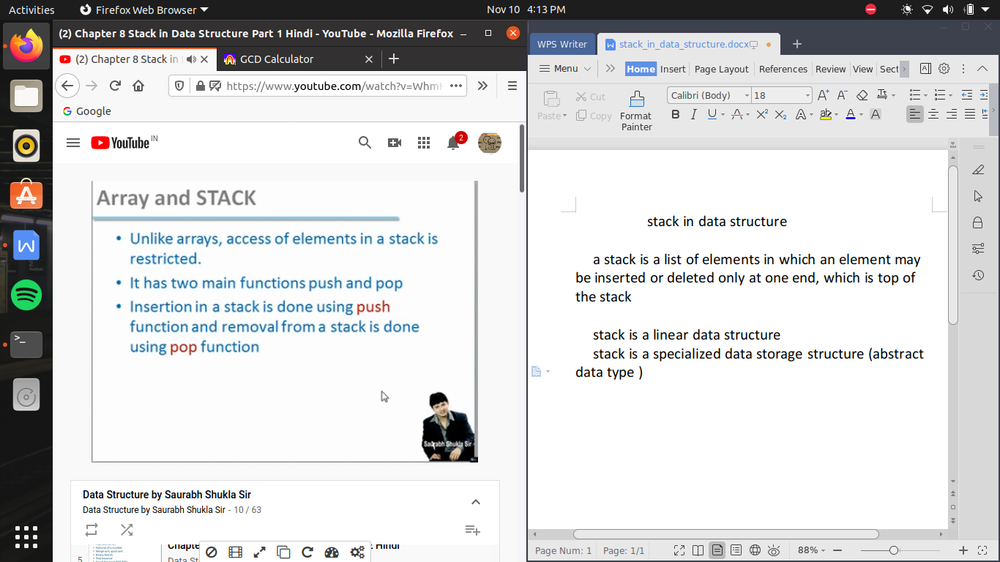 Activities
Firefox Web Browser
Nov 10 4:13 PM
(2) Chapter 8 Stack in Data Structure Part 1 Hindi - YouTube - Mozilla Firefox
(2) Chapter 8 Stack in
GCD Calculator
https://www.youtube.com/watch?v=Whm
Google
YouTube IN
2
Array and STACK
• Unlike arrays, access of elements in a stack is
restricted.
• It has two main functions push and pop
• Insertion in a stack is done using push
function and removal from a stack is done
using pop function
Saurabh Shukla Sir
Data Structure by Saurabh Shukla Sir
Data Structure by Saurabh Shukla Sir - 10 / 63
5
WPS Writer
stack_in_data_structure.docx
Menu
Home
Insert
Page Layout
References
Review
View
Sect
Paste
Cut
Copy
Format
Painter
Calibri (Body)
18
stack in data structure
a stack is a list of elements in which an element may
be inserted or deleted only at one end, which is top of
the stack
stack is a linear data structure
stack is a specialized data storage structure (abstract
data type )
Page Num: 1
Page: 1/1
88%